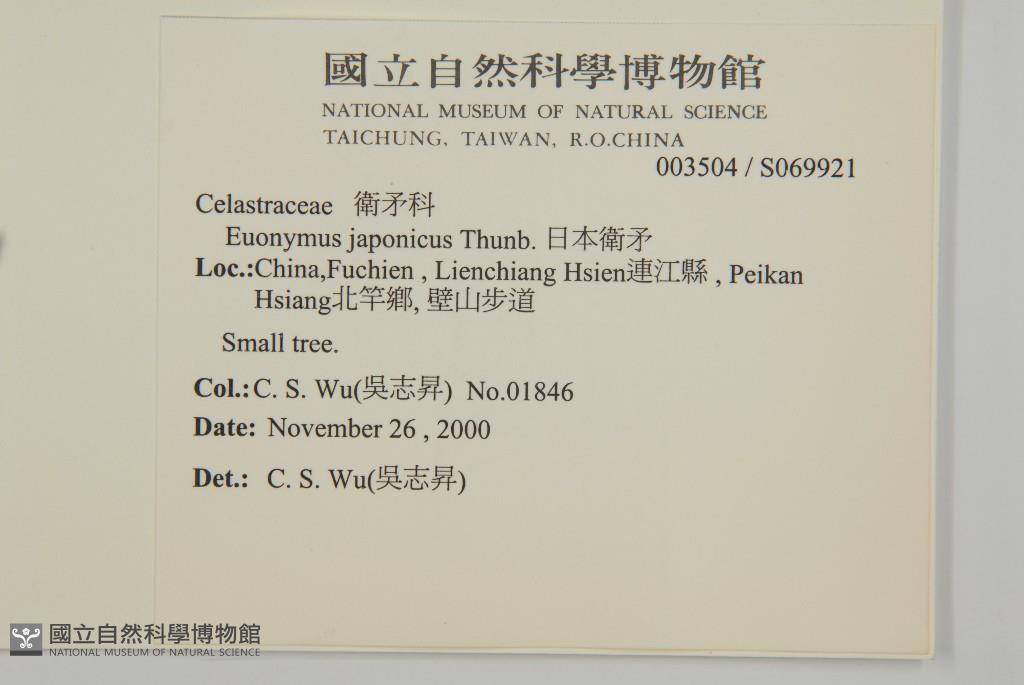 國立自然科學博物館
NATIONAL MUSEUM OF NATURAL SCIENCE
TAICHUNG, TAIWAN, R.O.CHINA
003504 / S069921
Celastraceae 衛矛科
Euonymus japonicus Thunb. 日本衛矛
Loc.:China,Fuchien , Lienchiang Hsien連江縣 , Peikan
Hsiang北竿鄉, 壁山步道
Small tree.
Col.: C. S. Wu(吳志昇) No.01846
Date: November 26 , 2000
Det.: C. S. Wu(吳志昇)
國立自然科學博物館
NATIONAL MUSEUM OF NATURAL SCIENCE